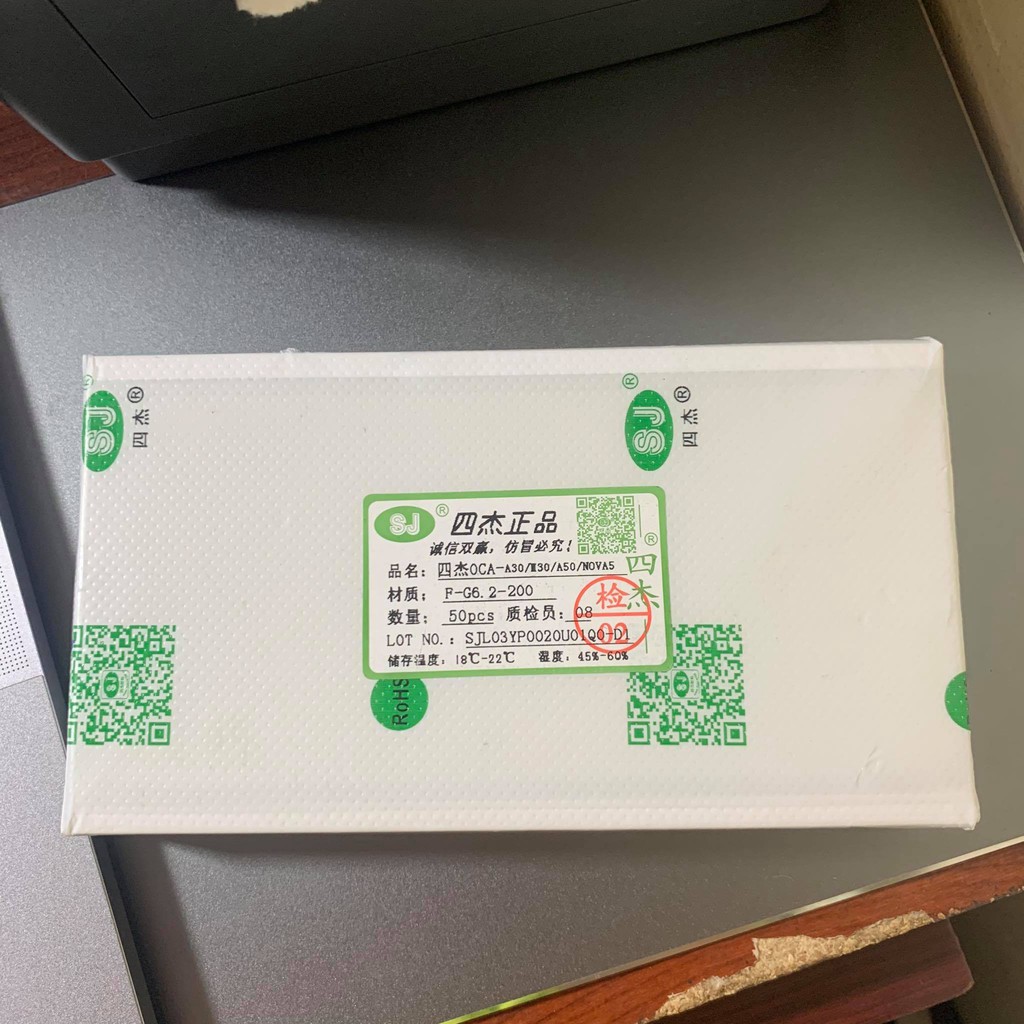 SJ
四杰®
®
SJ
四杰®
®
SJ®
四杰正品
诚信双赢，仿冒必究！
品名：四杰OCA-A30/M30/A50/NOVA5
材质：F-G6.2-200
数量：50pcs 质检员：08
LOT NO.：SJL03YP0020U01Q0-D1
储存温度：18℃-22℃ 湿度：45%-60%
®
四杰
检
02
RoHS